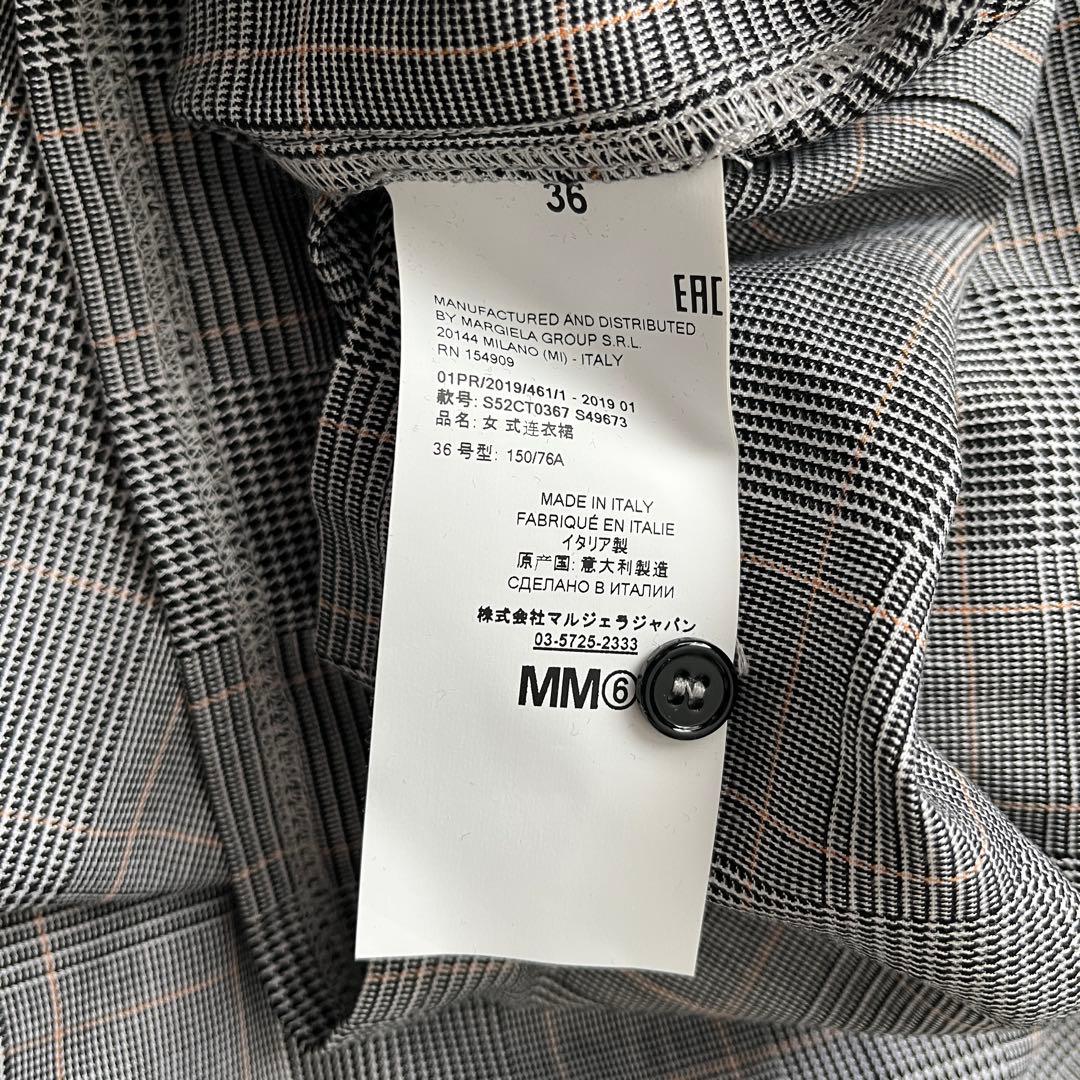 36
EAC
MANUFACTURED AND DISTRIBUTED
BY MARGIELA GROUP S.R.L.
20144 MILANO (MI) - ITALY
RN 154909
01PR/2019/461/1 - 2019 01
款号: S52CT0367 S49673
品名: 女 式连衣裙
36 号型: 150/76A
MADE IN ITALY
FABRIQUÉ EN ITALIE
イタリア製
原产国: 意大利製造
СДЕЛАНО В ИТАЛИИ
株式会社マルジェラジャパン
03-5725-2333
MM⑥